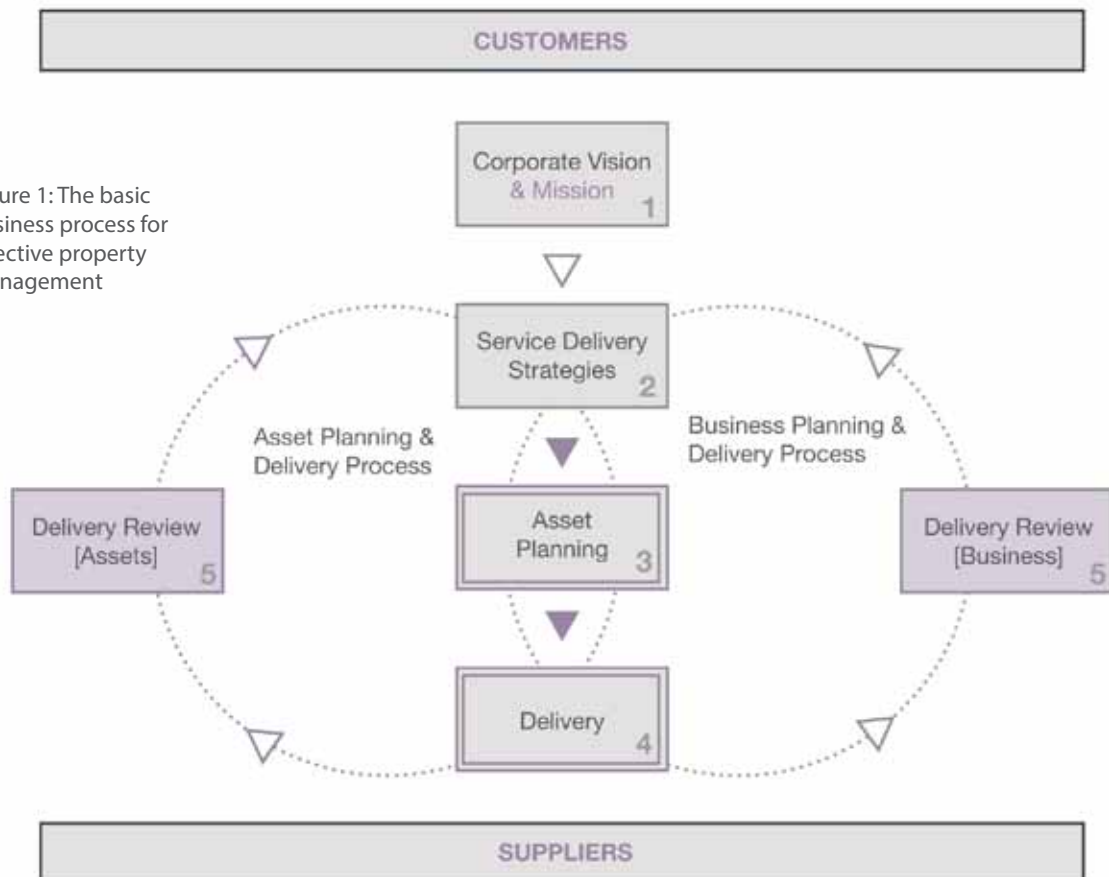 CUSTOMERS
ure 1: The basic
siness process for
ective property
nagement
Corporate Vision
& Mission
1
Service Delivery
Strategies
2
Asset Planning &
Delivery Process
Business Planning &
Delivery Process
Delivery Review
[Assets]
5
Asset
Planning
3
Delivery Review
[Business]
5
Delivery
4
SUPPLIERS